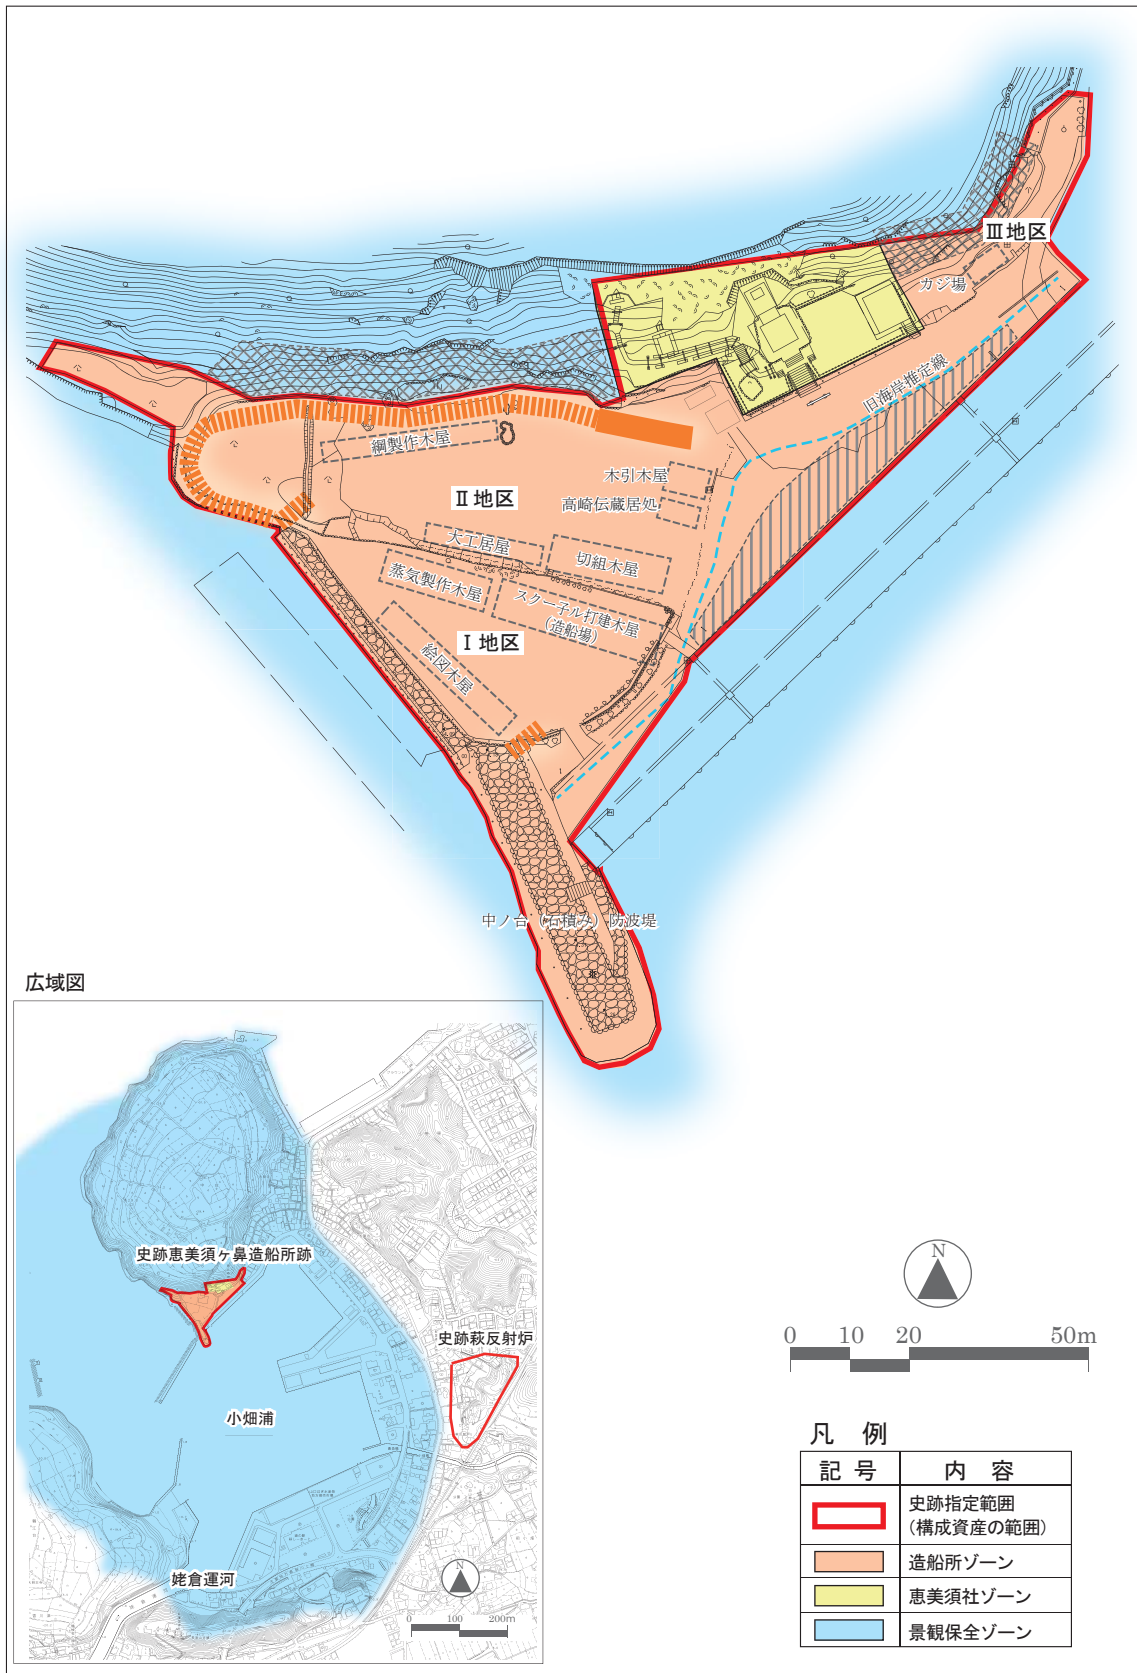 Ⅲ地区
ガジ場
旧海岸推定線
綱製作木屋
木引木屋
Ⅱ地区
高崎伝蔵居処
大工居屋
切組木屋
蒸気製作木屋
スクー子ル打建木屋
(造船場)
Ⅰ地区
絵図木屋
中ノ台(石積み)防波堤
広域図
史跡恵美須ヶ鼻造船所跡
史跡萩反射炉
小畑浦
姥倉運河
N
0 100 200m
N
0 10 20 50m
凡 例
記 号 内 容
史跡指定範囲
(構成資産の範囲)
造船所ゾーン
恵美須社ゾーン
景観保全ゾーン